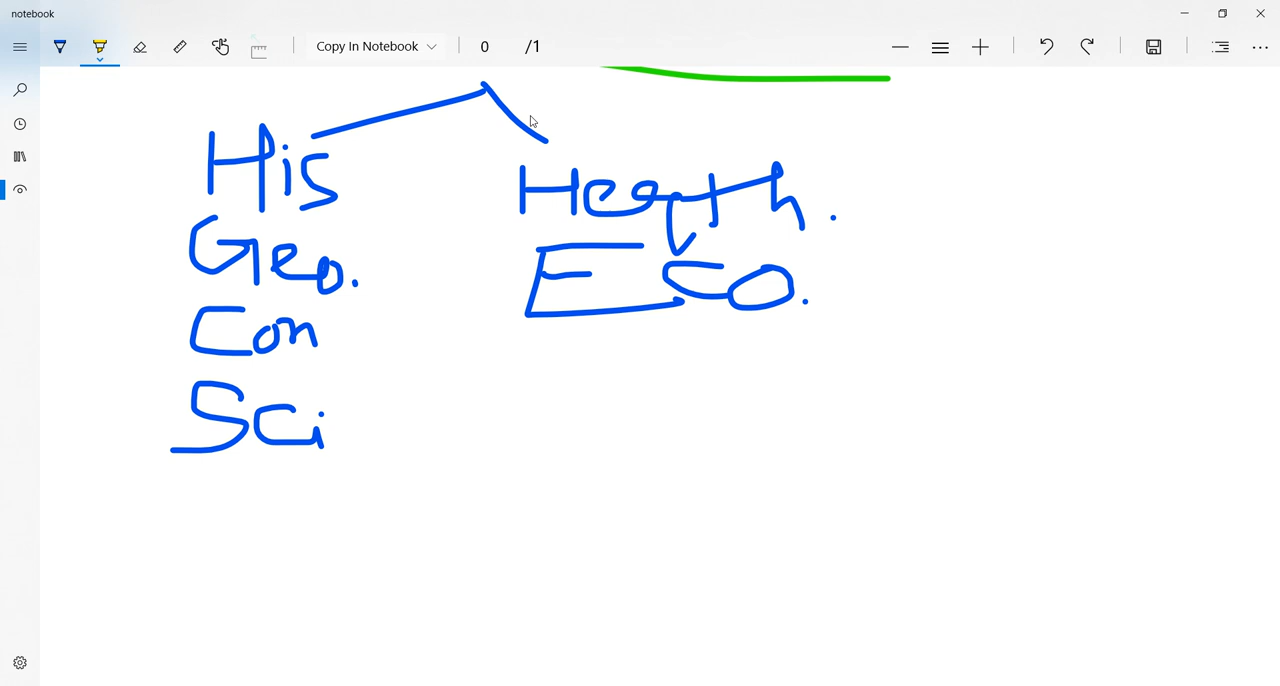 notebook
Copy In Notebook 0 /1
His
Geo.
Con
Sci
Health.
Eco.